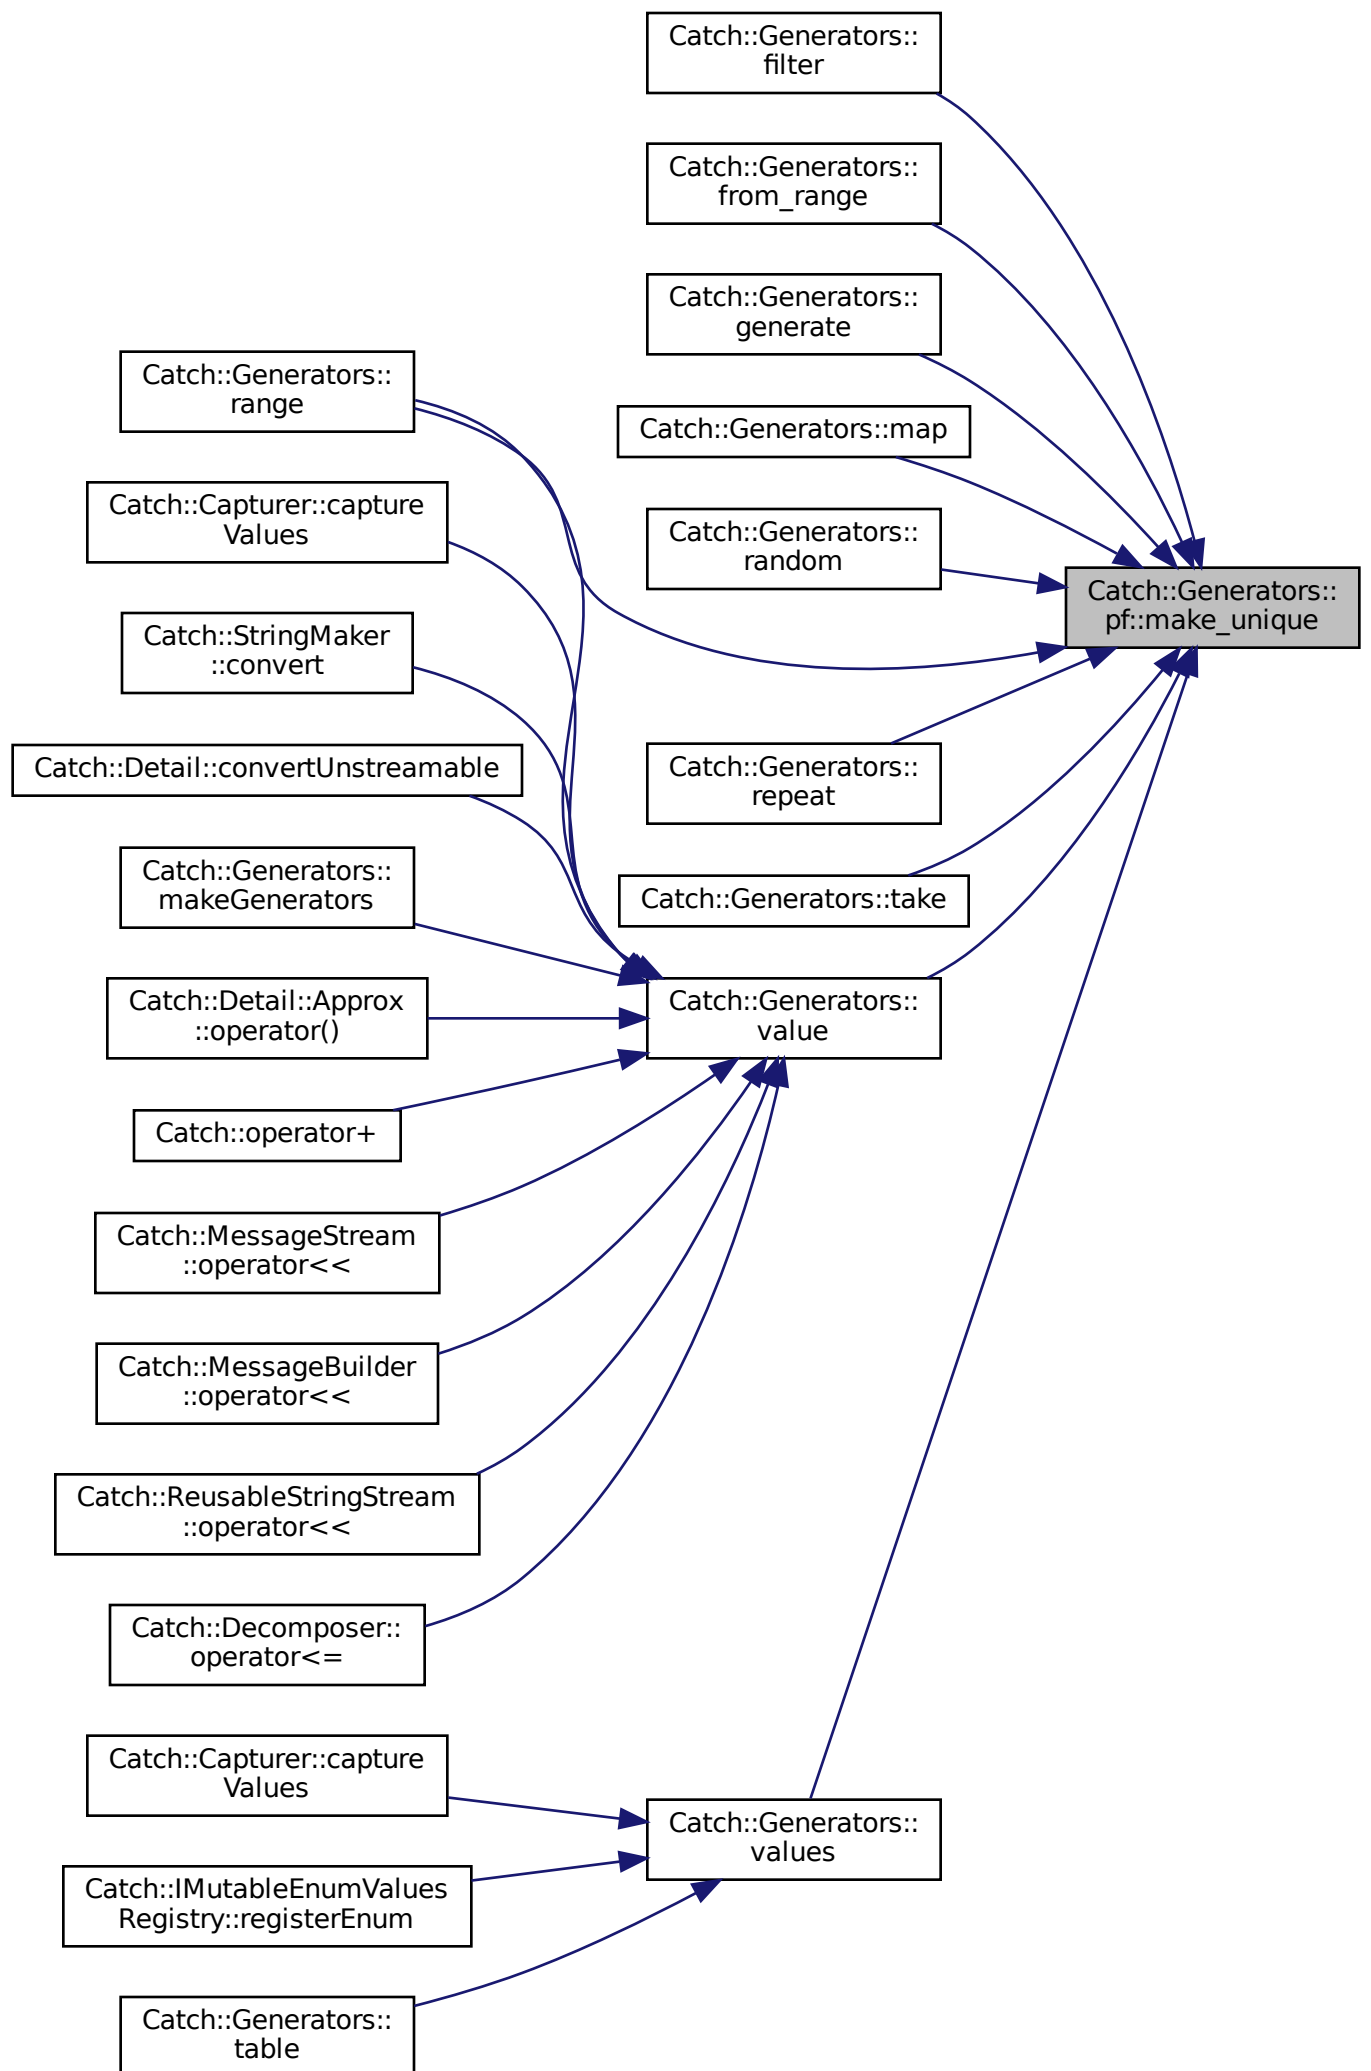 Catch::Generators::
filter
Catch::Generators::
from_range
Catch::Generators::
generate
Catch::Generators::
range
Catch::Generators::map
Catch::Capturer::capture
Values
Catch::Generators::
random
Catch::Generators::
pf::make_unique
Catch::StringMaker
::convert
Catch::Detail::convertUnstreamable
Catch::Generators::
repeat
Catch::Generators::
makeGenerators
Catch::Generators::take
Catch::Detail::Approx
::operator()
Catch::Generators::
value
Catch::operator+
Catch::MessageStream
::operator<<
Catch::MessageBuilder
::operator<<
Catch::ReusableStringStream
::operator<<
Catch::Decomposer::
operator<=
Catch::Capturer::capture
Values
Catch::Generators::
values
Catch::IMutableEnumValues
Registry::registerEnum
Catch::Generators::
table